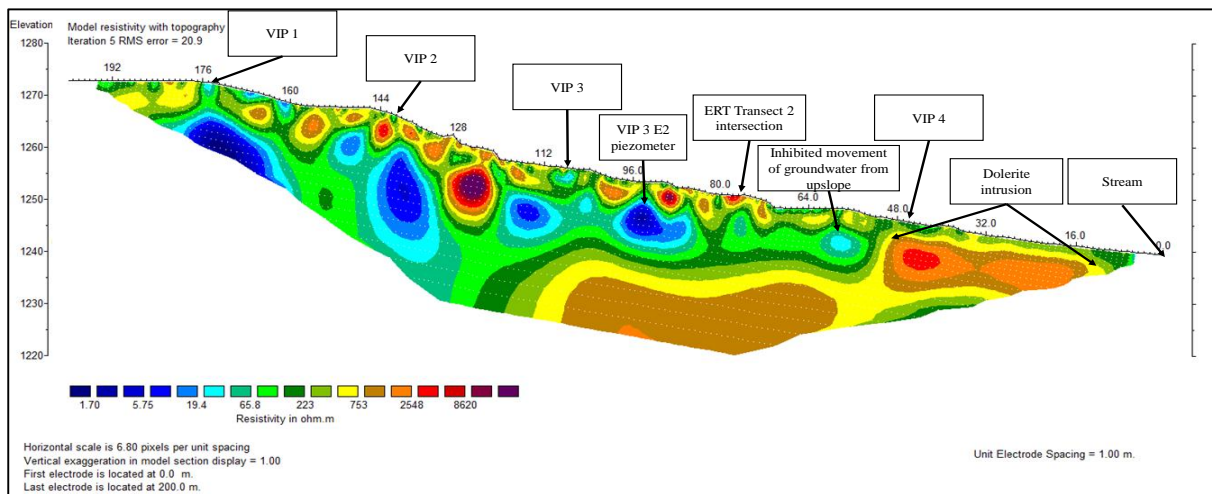 Elevation
Model resistivity with topography
Iteration 5 RMS error = 20.9
VIP 1
VIP 2
VIP 3
VIP 3 E2
piezometer
ERT Transect 2
intersection
Inhibited movement
of groundwater from
upslope
VIP 4
Dolerite
intrusion
Stream
1280
1270
1260
1250
1240
1230
1220
192
176
160
144
128
112
96.0
80.0
64.0
48.0
32.0
16.0
0.0
1.70 5.75 19.4 65.8 223 753 2548 8620
Resistivity in ohm.m
Horizontal scale is 6.80 pixels per unit spacing
Vertical exaggeration in model section display = 1.00
First electrode is located at 0.0 m.
Last electrode is located at 200.0 m.
Unit Electrode Spacing = 1.00 m.